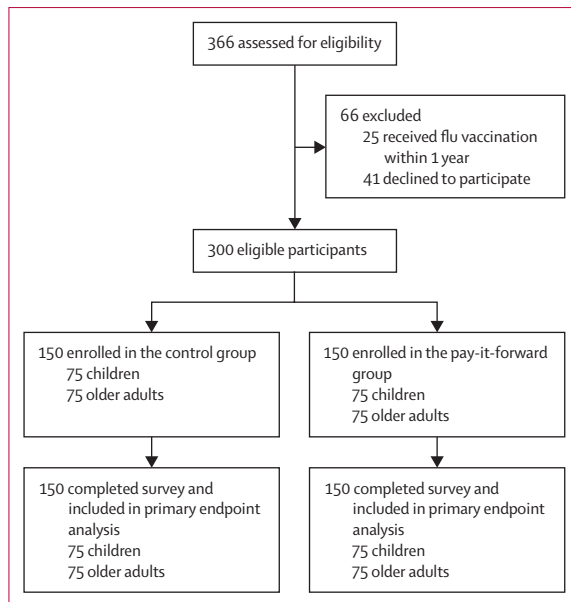 366 assessed for eligibility
66 excluded
25 received flu vaccination
within 1 year
41 declined to participate
300 eligible participants
150 enrolled in the control group
75 children
75 older adults
150 enrolled in the pay-it-forward
group
75 children
75 older adults
150 completed survey and
included in primary endpoint
analysis
75 children
75 older adults
150 completed survey and
included in primary endpoint
analysis
75 children
75 older adults